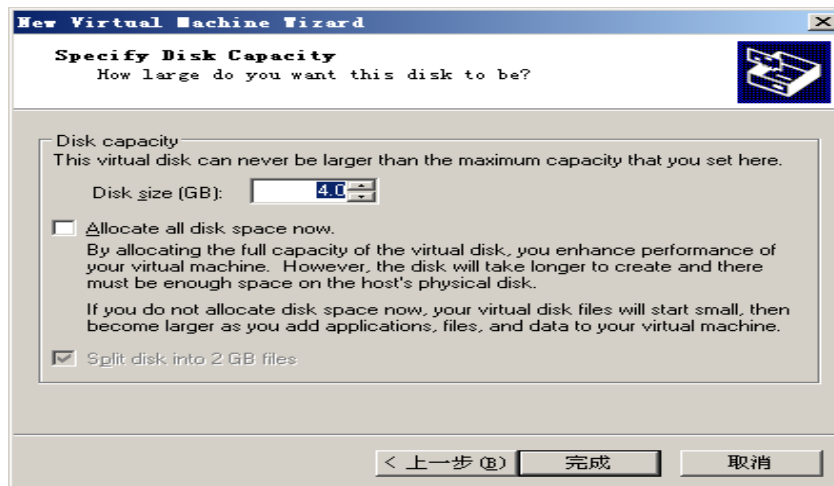 New Virtual Machine Wizard
Specify Disk Capacity
How large do you want this disk to be?
Disk capacity
This virtual disk can never be larger than the maximum capacity that you set here.
Disk size (GB): 4.0
Allocate all disk space now.
By allocating the full capacity of the virtual disk, you enhance performance of
your virtual machine. However, the disk will take longer to create and there
must be enough space on the host's physical disk.
If you do not allocate disk space now, your virtual disk files will start small, then
become larger as you add applications, files, and data to your virtual machine.
Split disk into 2 GB files
< 上一步(B) 完成 取消